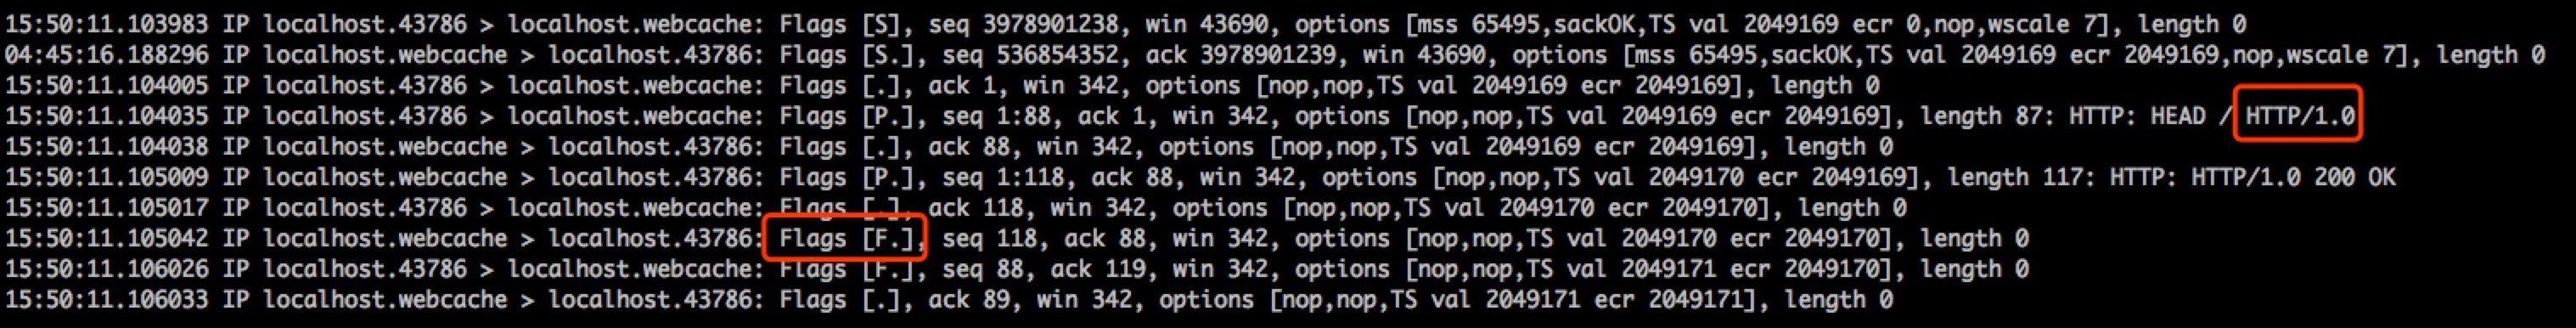 15:50:11.103983 IP localhost.43786 > localhost.webcache: Flags [S], seq 3978901238, win 43690, options [mss 65495,sackOK,TS val 2049169 ecr 0,nop,wscale 7], length 0
04:45:16.188296 IP localhost.webcache > localhost.43786: Flags [S.], seq 536854352, ack 3978901239, win 43690, options [mss 65495,sackOK,TS val 2049169 ecr 2049169,nop,wscale 7], length 0
15:50:11.104005 IP localhost.43786 > localhost.webcache: Flags [.], ack 1, win 342, options [nop,nop,TS val 2049169 ecr 2049169], length 0
15:50:11.104035 IP localhost.43786 > localhost.webcache: Flags [P.], seq 1:88, ack 1, win 342, options [nop,nop,TS val 2049169 ecr 2049169], length 87: HTTP: HEAD / HTTP/1.0
15:50:11.104038 IP localhost.webcache > localhost.43786: Flags [.], ack 88, win 342, options [nop,nop,TS val 2049169 ecr 2049169], length 0
15:50:11.105009 IP localhost.webcache > localhost.43786: Flags [P.], seq 1:118, ack 88, win 342, options [nop,nop,TS val 2049170 ecr 2049169], length 117: HTTP: HTTP/1.0 200 OK
15:50:11.105017 IP localhost.43786 > localhost.webcache: Flags [.], ack 118, win 342, options [nop,nop,TS val 2049170 ecr 2049170], length 0
15:50:11.105042 IP localhost.webcache > localhost.43786: Flags [F.], seq 118, ack 88, win 342, options [nop,nop,TS val 2049170 ecr 2049170], length 0
15:50:11.106026 IP localhost.43786 > localhost.webcache: Flags [F.], seq 88, ack 119, win 342, options [nop,nop,TS val 2049171 ecr 2049170], length 0
15:50:11.106033 IP localhost.webcache > localhost.43786: Flags [.], ack 89, win 342, options [nop,nop,TS val 2049171 ecr 2049171], length 0